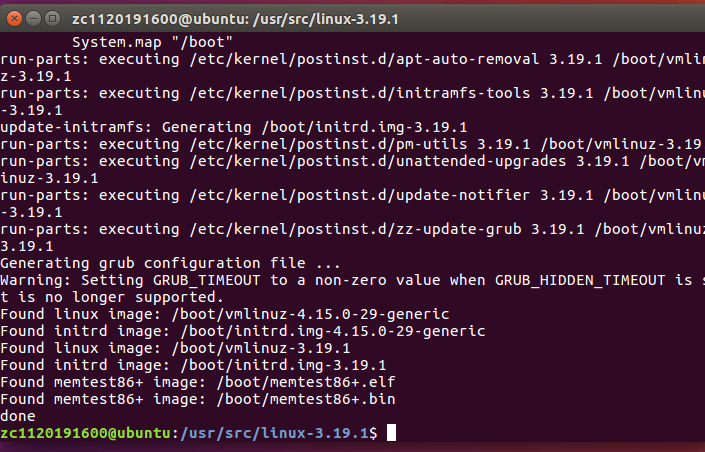 zc1120191600@ubuntu: /usr/src/linux-3.19.1
System.map "/boot"
run-parts: executing /etc/kernel/postinst.d/apt-auto-removal 3.19.1 /boot/vmlin
z-3.19.1
run-parts: executing /etc/kernel/postinst.d/initramfs-tools 3.19.1 /boot/vmlinu
-3.19.1
update-initramfs: Generating /boot/initrd.img-3.19.1
run-parts: executing /etc/kernel/postinst.d/pm-utils 3.19.1 /boot/vmlinuz-3.19
run-parts: executing /etc/kernel/postinst.d/unattended-upgrades 3.19.1 /boot/vm
inuz-3.19.1
run-parts: executing /etc/kernel/postinst.d/update-notifier 3.19.1 /boot/vmlinu
-3.19.1
run-parts: executing /etc/kernel/postinst.d/zz-update-grub 3.19.1 /boot/vmlinuz
3.19.1
Generating grub configuration file ...
Warning: Setting GRUB_TIMEOUT to a non-zero value when GRUB_HIDDEN_TIMEOUT is s
t is no longer supported.
Found linux image: /boot/vmlinuz-4.15.0-29-generic
Found initrd image: /boot/initrd.img-4.15.0-29-generic
Found linux image: /boot/vmlinuz-3.19.1
Found initrd image: /boot/initrd.img-3.19.1
Found memtest86+ image: /boot/memtest86+.elf
Found memtest86+ image: /boot/memtest86+.bin
done
zc1120191600@ubuntu:/usr/src/linux-3.19.1$